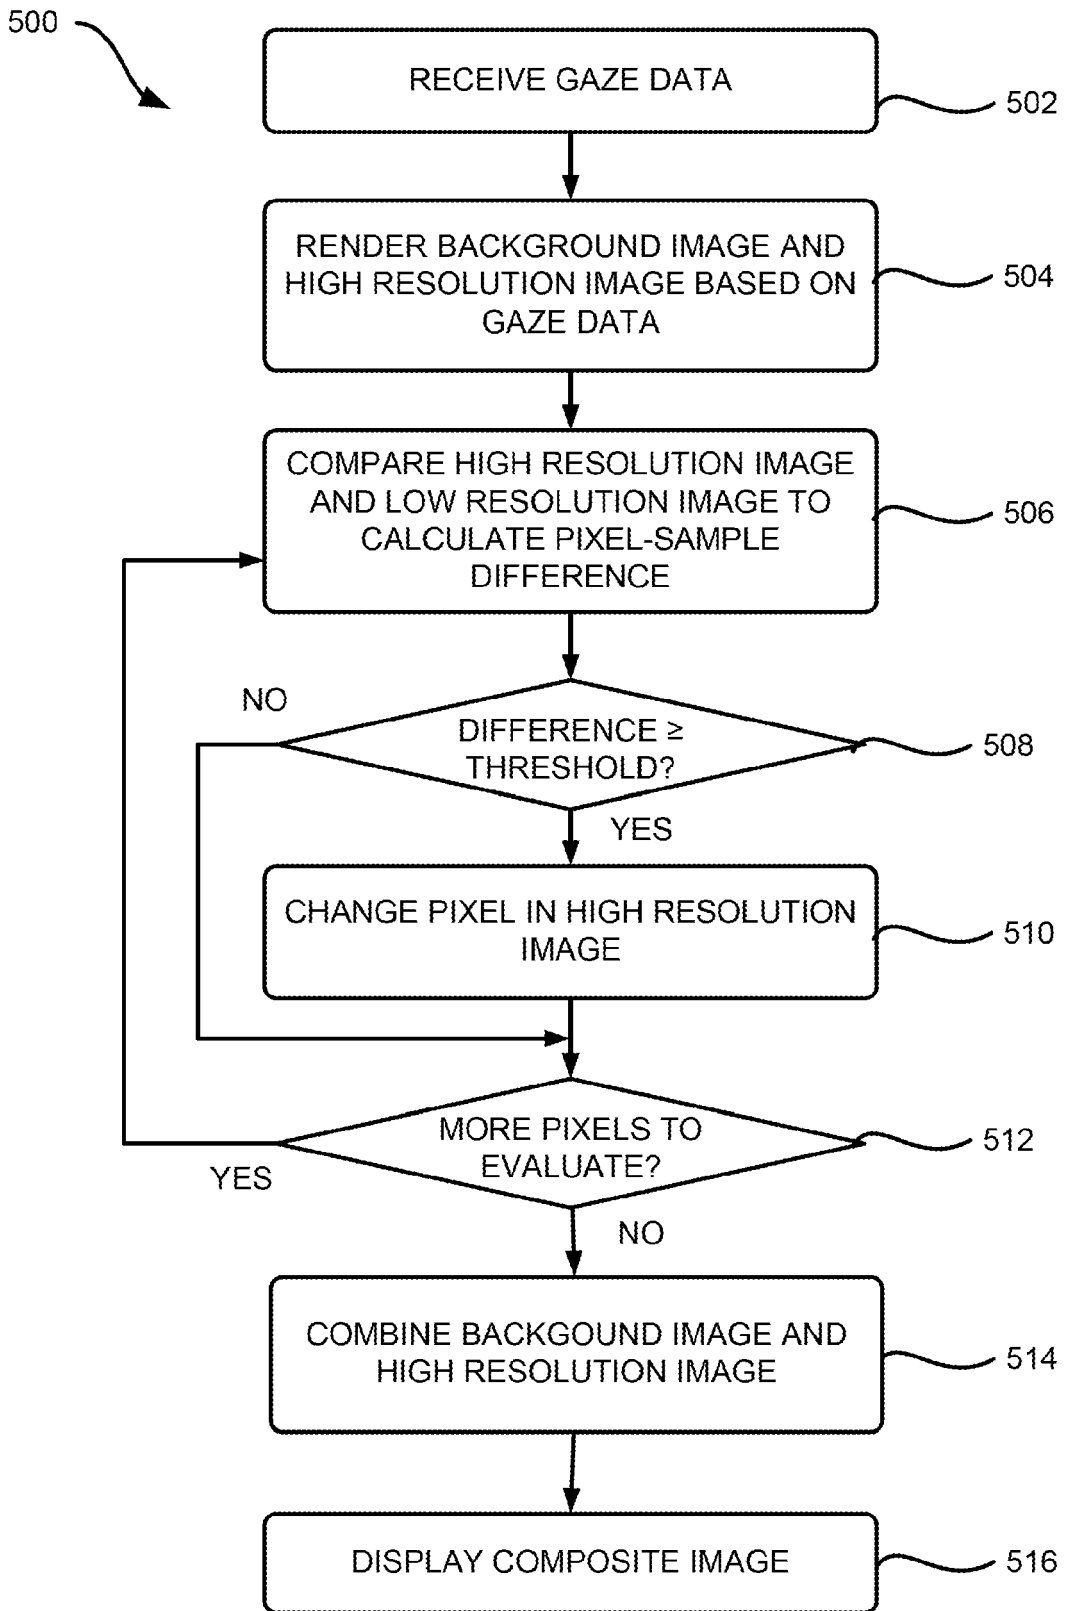 500
RECEIVE GAZE DATA
502
RENDER BACKGROUND IMAGE AND
HIGH RESOLUTION IMAGE BASED ON
GAZE DATA
504
COMPARE HIGH RESOLUTION IMAGE
AND LOW RESOLUTION IMAGE TO
CALCULATE PIXEL-SAMPLE
DIFFERENCE
506
NO
DIFFERENCE ≥
THRESHOLD?
508
YES
CHANGE PIXEL IN HIGH RESOLUTION
IMAGE
510
MORE PIXELS TO
EVALUATE?
512
YES
NO
COMBINE BACKGOUND IMAGE AND
HIGH RESOLUTION IMAGE
514
DISPLAY COMPOSITE IMAGE
516